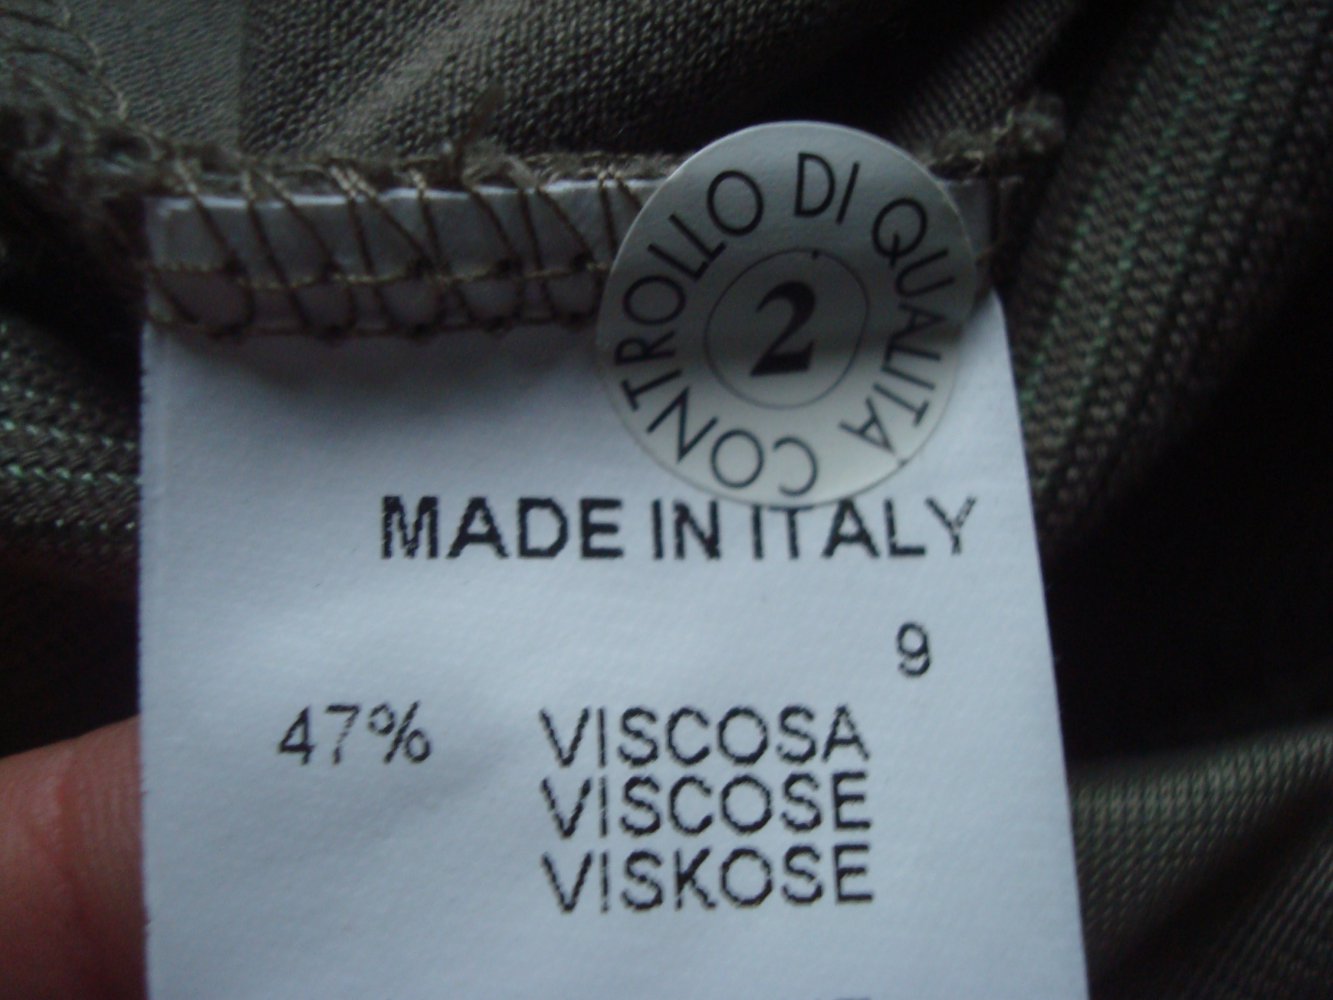 CONTROLLO DI QUALITA
2
MADE IN ITALY
9
47% VISCOSA
VISCOSE
VISKOSE